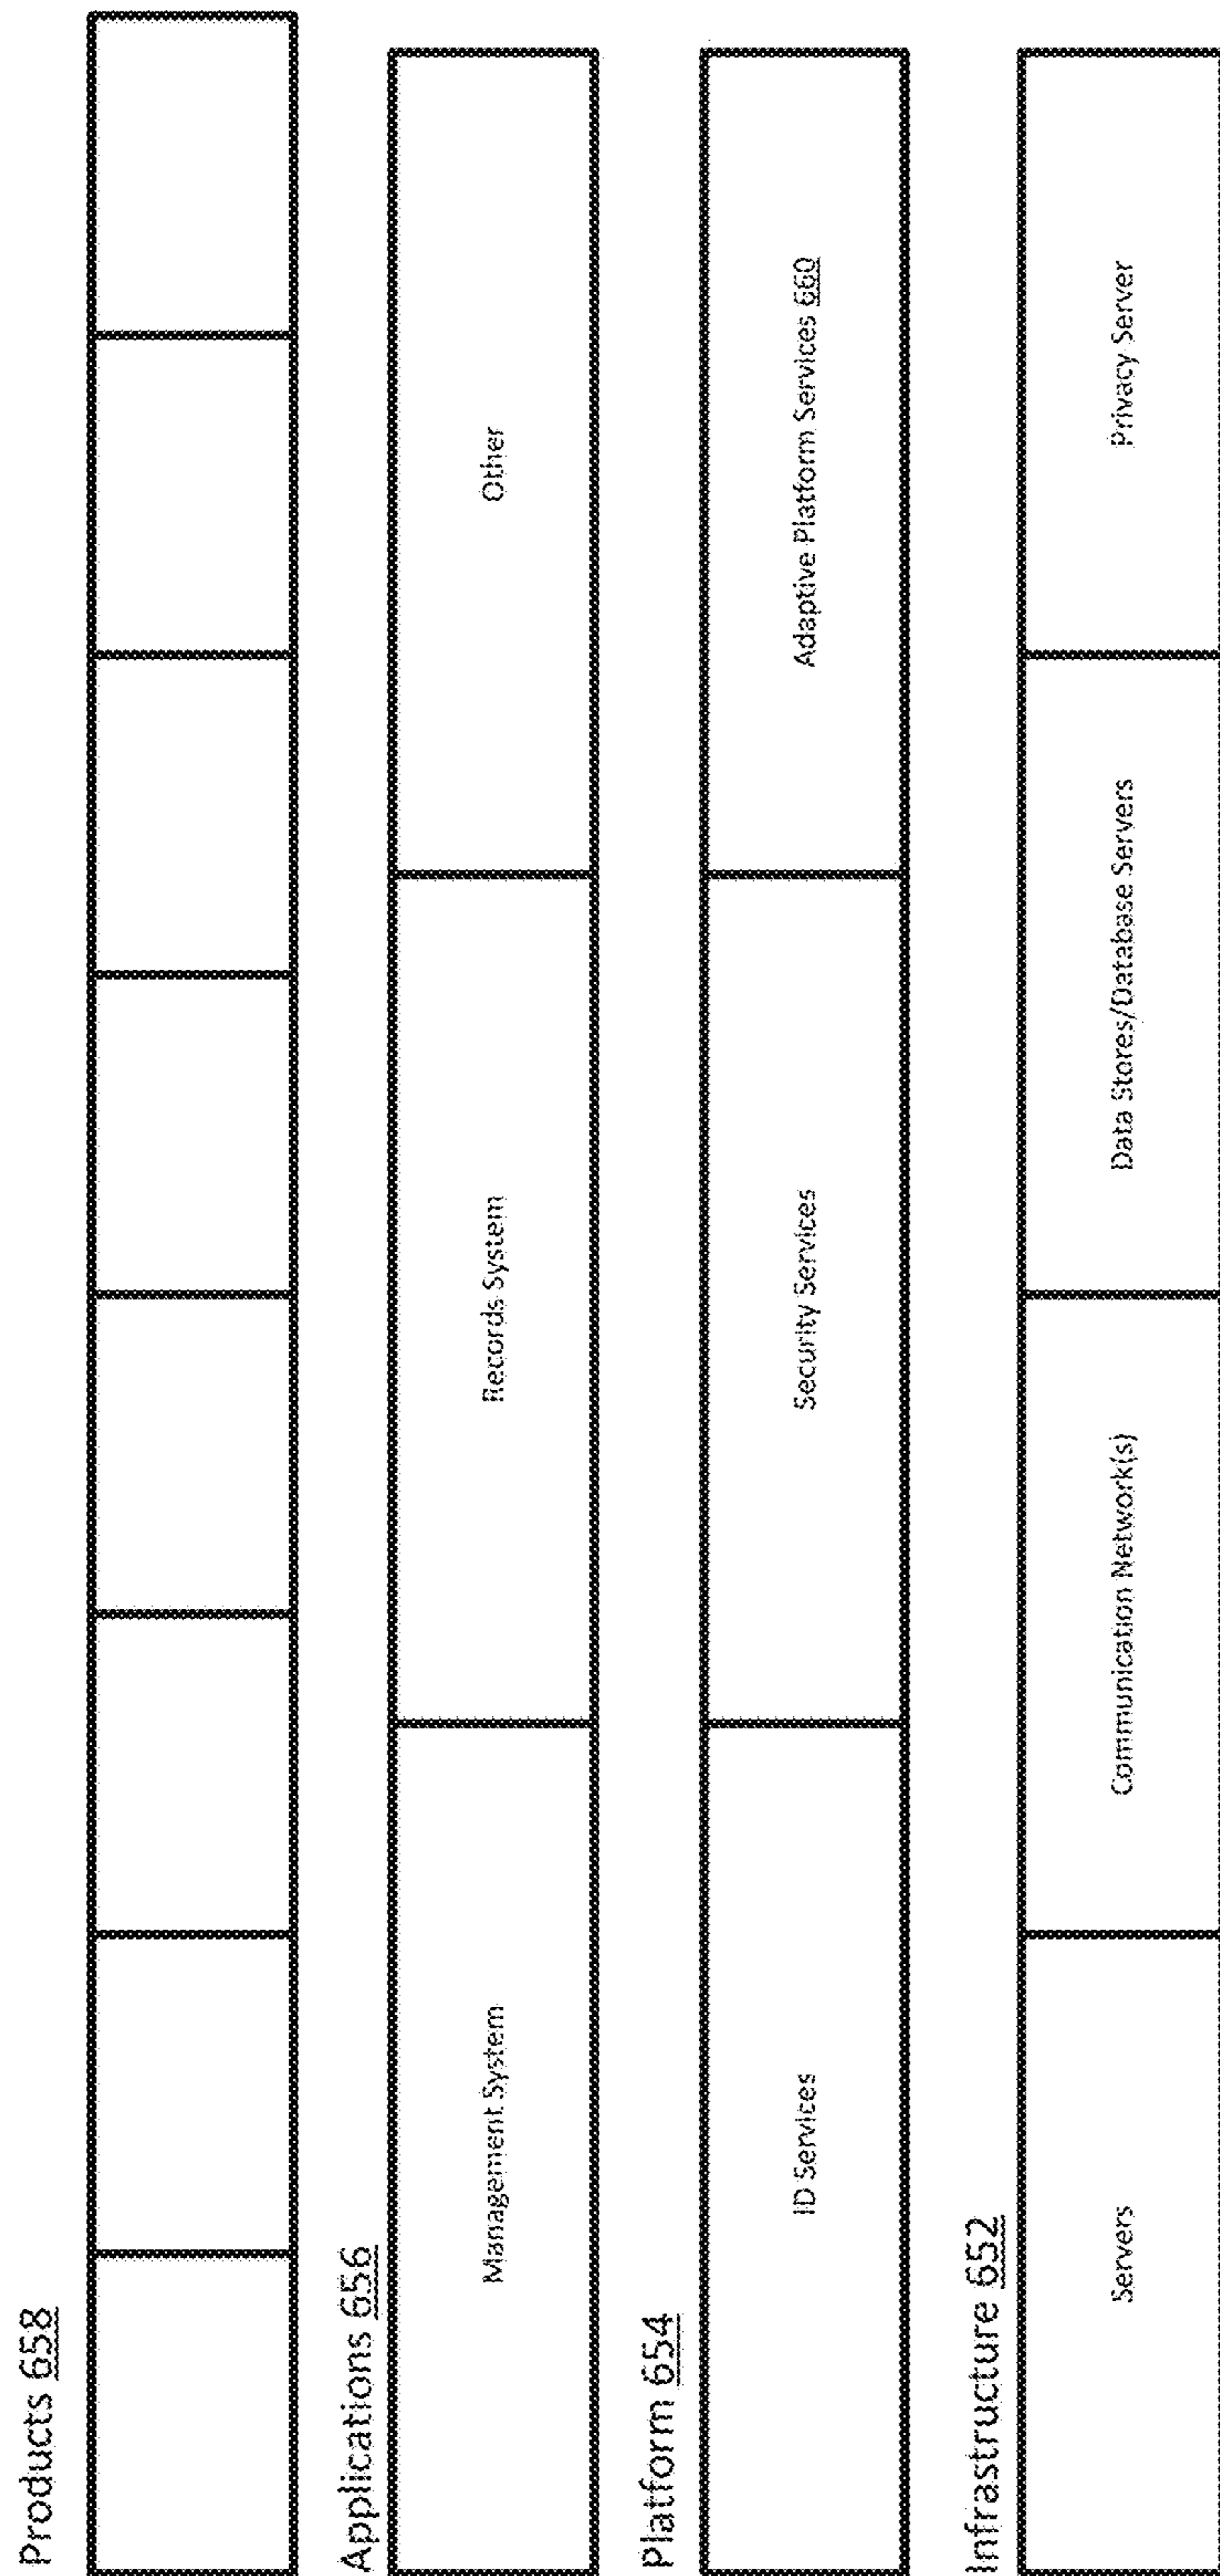 Products 658
Applications 656
Management System
Records System
Other
Platform 654
ID Services
Security Services
Adaptive Platform Services 660
Infrastructure 652
Servers
Communication Network(s)
Data Stores/Database Servers
Privacy Server